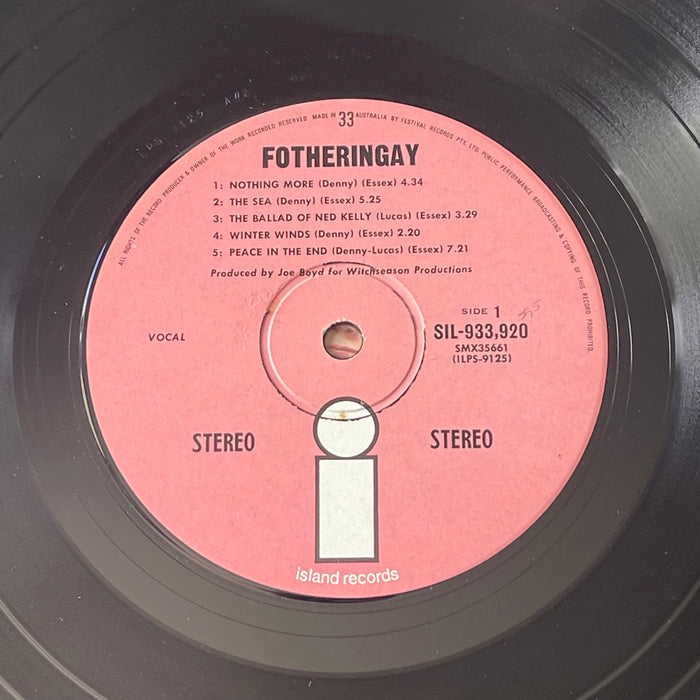 ALL RIGHTS OF THE RECORD PRODUCER & OWNER OF THE WORK RECORDED RESERVED MADE IN 33 AUSTRALIA BY FESTIVAL RECORDS PTY. LTD. PUBLIC PERFORMANCE BROADCASTING & COPYING OF THIS RECORD PROHIBITED.
FOTHERINGAY
1: NOTHING MORE (Denny) (Essex) 4.34
2: THE SEA (Denny) (Essex) 5.25
3: THE BALLAD OF NED KELLY (Lucas) (Essex) 3.29
4: WINTER WINDS (Denny) (Essex) 2.20
5: PEACE IN THE END (Denny-Lucas) (Essex) 7.21
Produced by Joe Boyd for Witchseason Productions
SIDE 1
VOCAL
SIL-933,920
SMX35661
(ILPS-9125)
STEREO
STEREO
island records